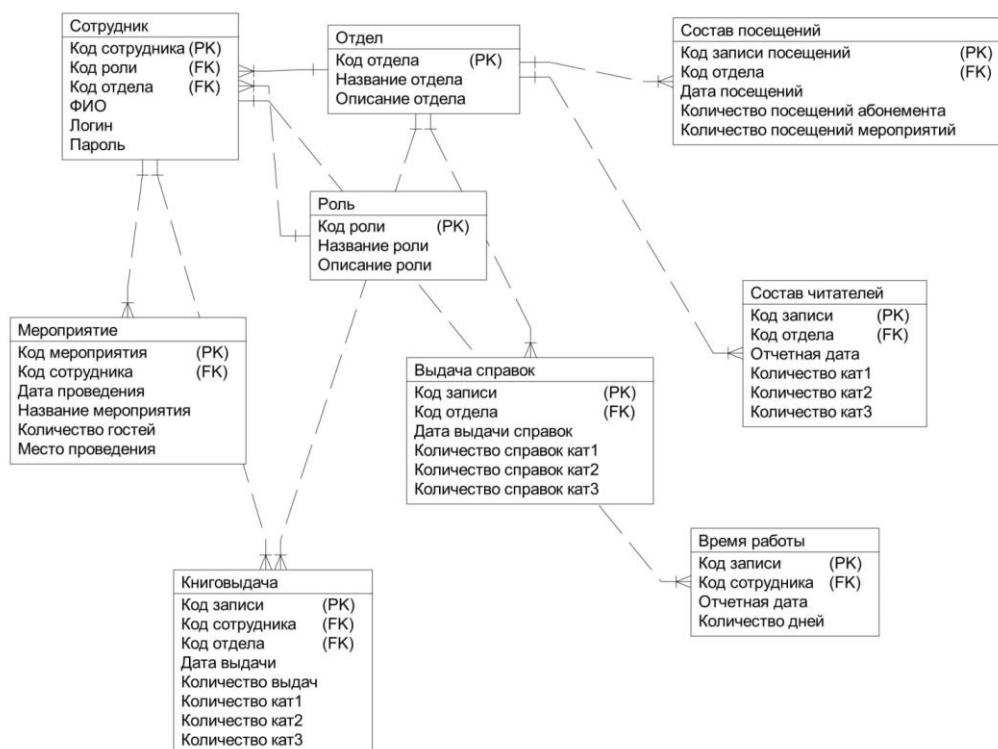 Сотрудник
Код сотрудника (PK)
Код роли (FK)
Код отдела (FK)
ФИО
Логин
Пароль
Отдел
Код отдела (PK)
Название отдела
Описание отдела
Состав посещений
Код записи посещений (PK)
Код отдела (FK)
Дата посещений
Количество посещений абонемента
Количество посещений мероприятий
Роль
Код роли (PK)
Название роли
Описание роли
Состав читателей
Код записи (PK)
Код отдела (FK)
Отчетная дата
Количество кат1
Количество кат2
Количество кат3
Мероприятие
Код мероприятия (PK)
Код сотрудника (FK)
Дата проведения
Название мероприятия
Количество гостей
Место проведения
Выдача справок
Код записи (PK)
Код отдела (FK)
Дата выдачи справок
Количество справок кат1
Количество справок кат2
Количество справок кат3
Время работы
Код записи (PK)
Код сотрудника (FK)
Отчетная дата
Количество дней
Книговыдача
Код записи (PK)
Код сотрудника (FK)
Код отдела (FK)
Дата выдачи
Количество выдач
Количество кат1
Количество кат2
Количество кат3